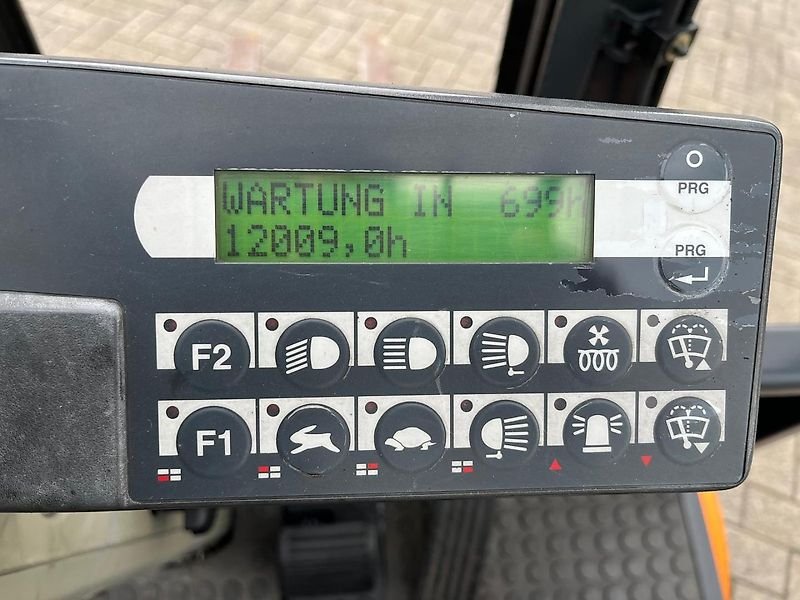 WARTUNG IN 699h
12009,0h
PRG
PRG
F2
F1